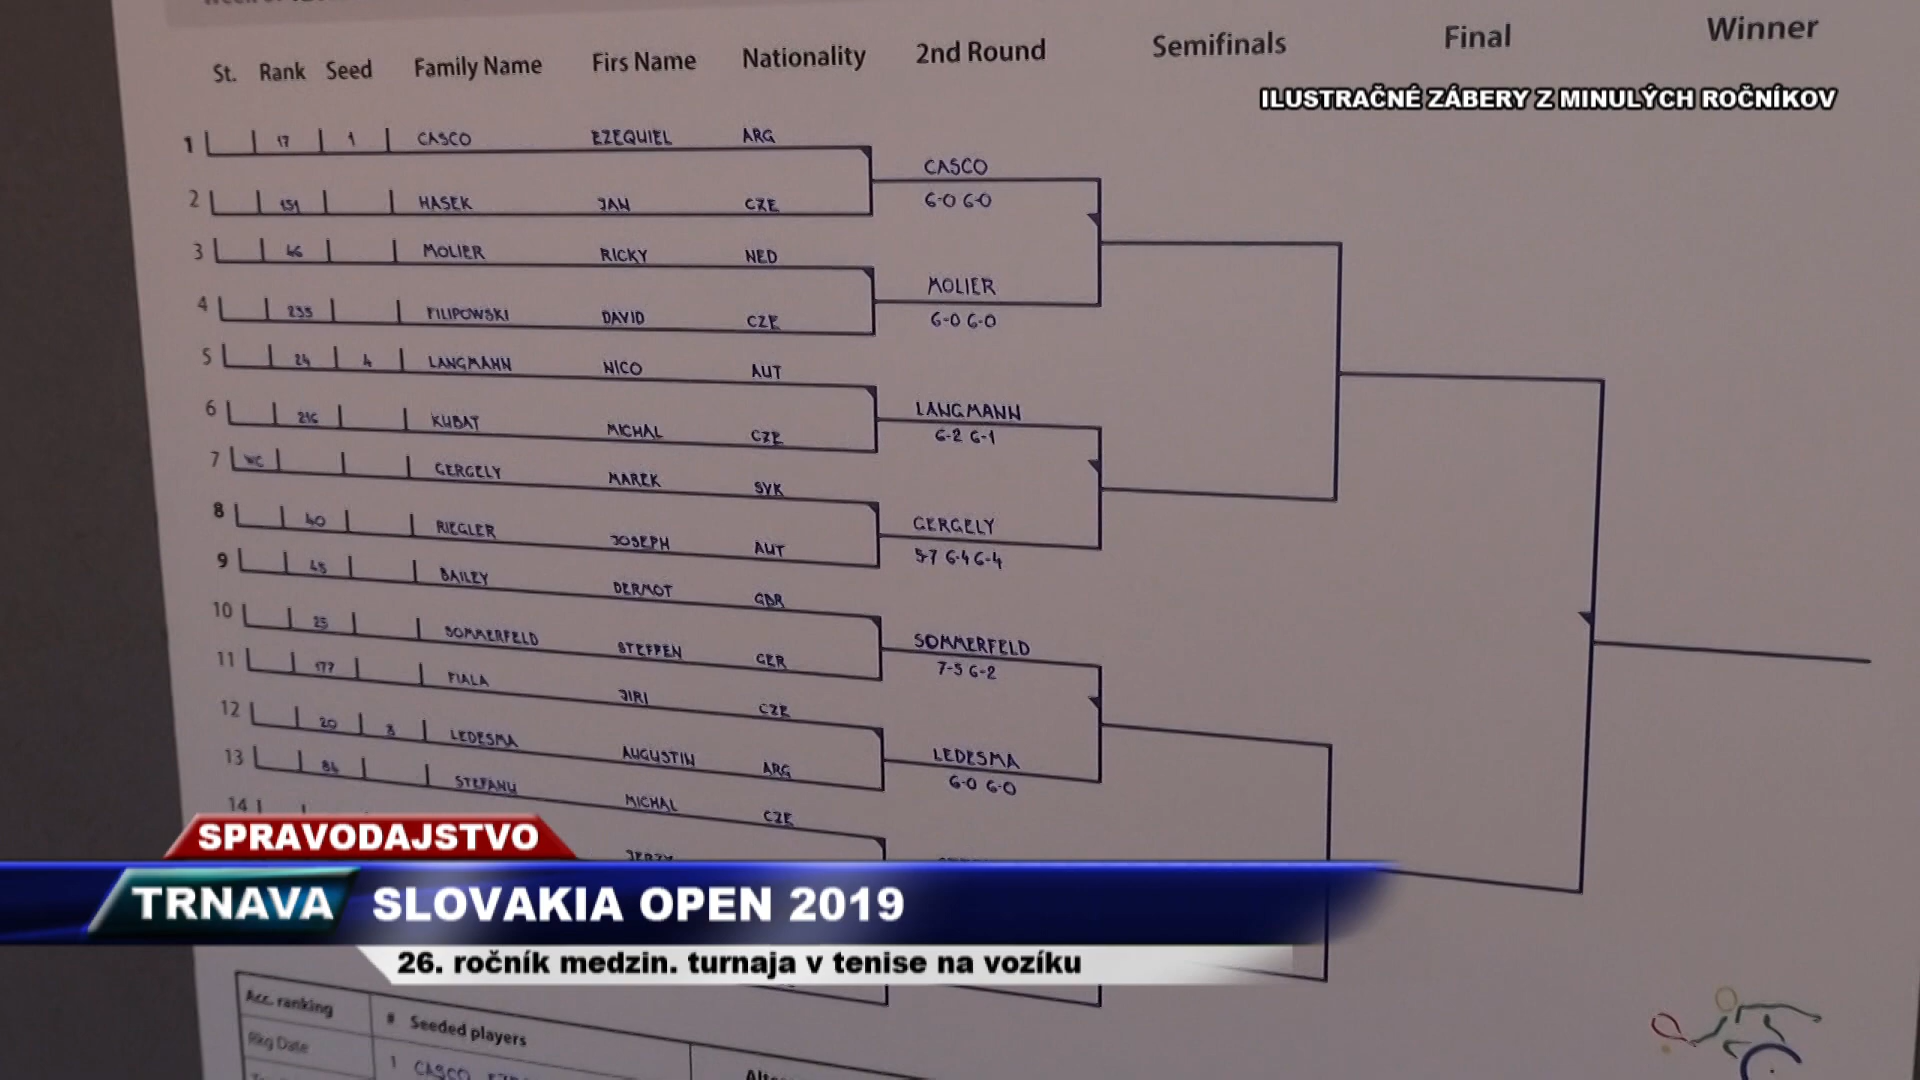 St. Rank Seed Family Name Firs Name Nationality 2nd Round Semifinals Final Winner
ILUSTRAČNÉ ZÁBERY Z MINULÝCH ROČNÍKOV
1 17 1 CASCO EZEQUIEL ARG
CASCO
6-0 6-0
2 151 HASEK JAN CZE
3 46 MOLIER RICKY NED
MOLIER
6-0 6-0
4 235 FILIPOWSKI DAVID CZE
5 24 4 LANGMANN NICO AUT
LANGMANN
6-2 6-1
6 216 KUBAT MICHAL CZE
7 WC GERGELY MAREK SVK
GERGELY
5-7 6-4 6-4
8 40 RIEGLER JOSEPH AUT
9 45 BAILEY DERMOT GBR
SOMMERFELD
7-5 6-2
10 25 SOMMERFELD STEFFEN GER
11 177 FIALA JIRI CZE
LEDESMA
6-0 6-0
12 20 3 LEDESMA AUGUSTIN ARG
13 84 STEFANU MICHAL CZE
14
SPRAVODAJSTVO
TRNAVA SLOVAKIA OPEN 2019
26. ročník medzin. turnaja v tenise na vozíku
Acc. ranking # Seeded players
Rkg Date 1 CASCO